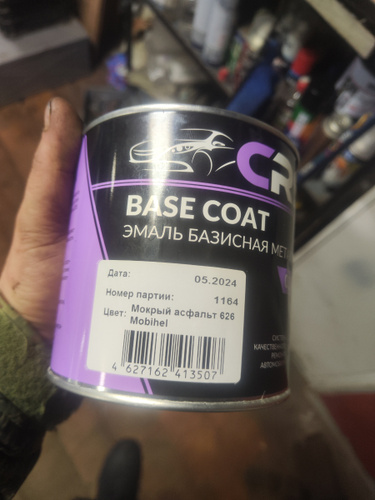 CR
BASE COAT
ЭМАЛЬ БАЗИСНАЯ МЕТ
Дата: 05.2024
Номер партии: 1164
Цвет: Мокрый асфальт 626
Mobihel
4 627162 413507